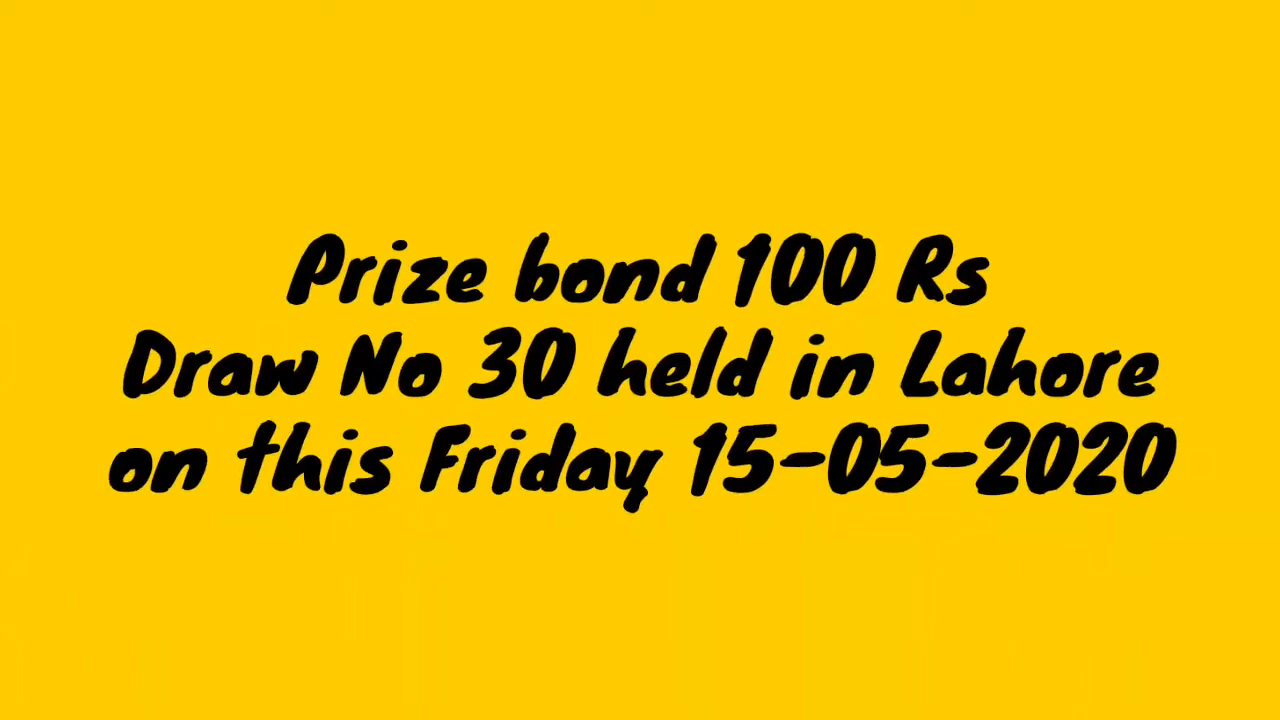 Prize bond 100 Rs
Draw No 30 held in Lahore
on this Friday 15-05-2020